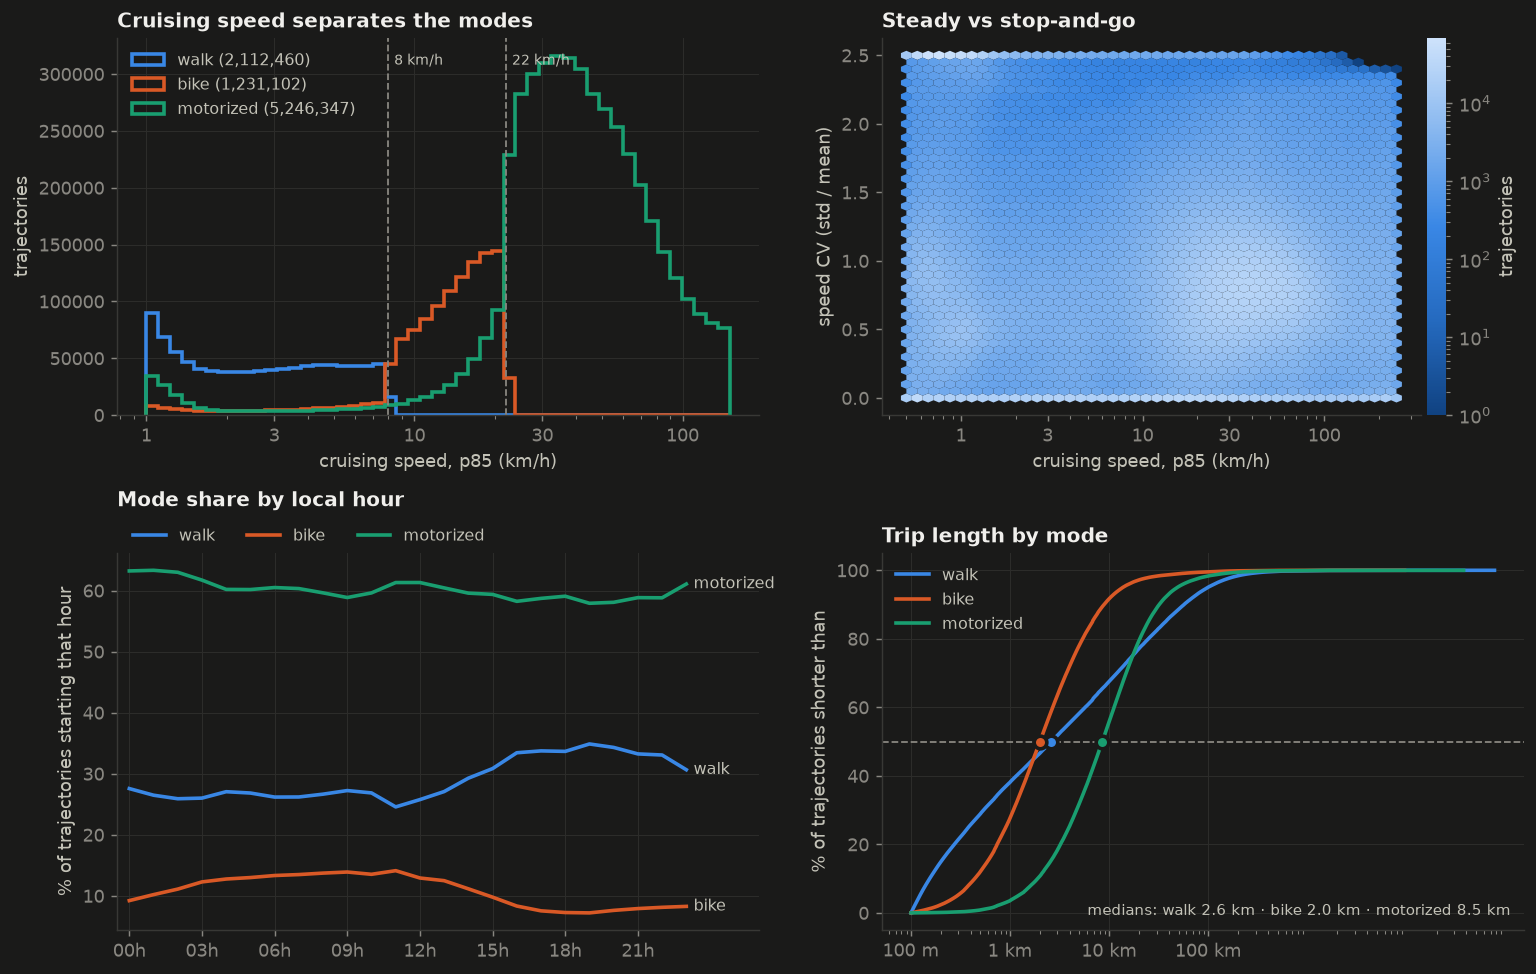 Cruising speed separates the modes
walk (2,112,460)
bike (1,231,102)
motorized (5,246,347)
8 km/h
22 km/h
trajectories
300000
250000
200000
150000
100000
50000
0
1
3
10
30
100
cruising speed, p85 (km/h)
Steady vs stop-and-go
speed CV (std / mean)
2.5
2.0
1.5
1.0
0.5
0.0
1
3
10
30
100
cruising speed, p85 (km/h)
10⁴
10³
10²
10¹
10⁰
trajectories
Mode share by local hour
walk
bike
motorized
% of trajectories starting that hour
60
50
40
30
20
10
motorized
walk
bike
00h
03h
06h
09h
12h
15h
18h
21h
Trip length by mode
walk
bike
motorized
% of trajectories shorter than
100
80
60
40
20
0
medians: walk 2.6 km · bike 2.0 km · motorized 8.5 km
100 m
1 km
10 km
100 km